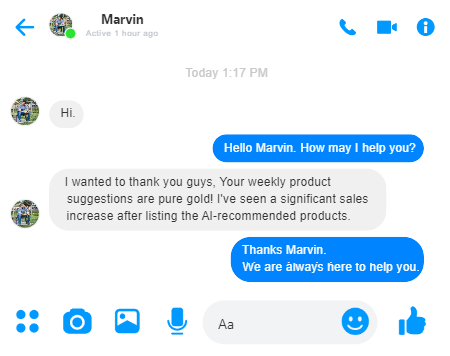 Marvin
Active 1 hour ago
Today 1:17 PM
Hi.
Hello Marvin. How may I help you?
I wanted to thank you guys, Your weekly product
suggestions are pure gold! I've seen a significant sales
increase after listing the AI-recommended products.
Thanks Marvin.
We are always here to help you.
Aa